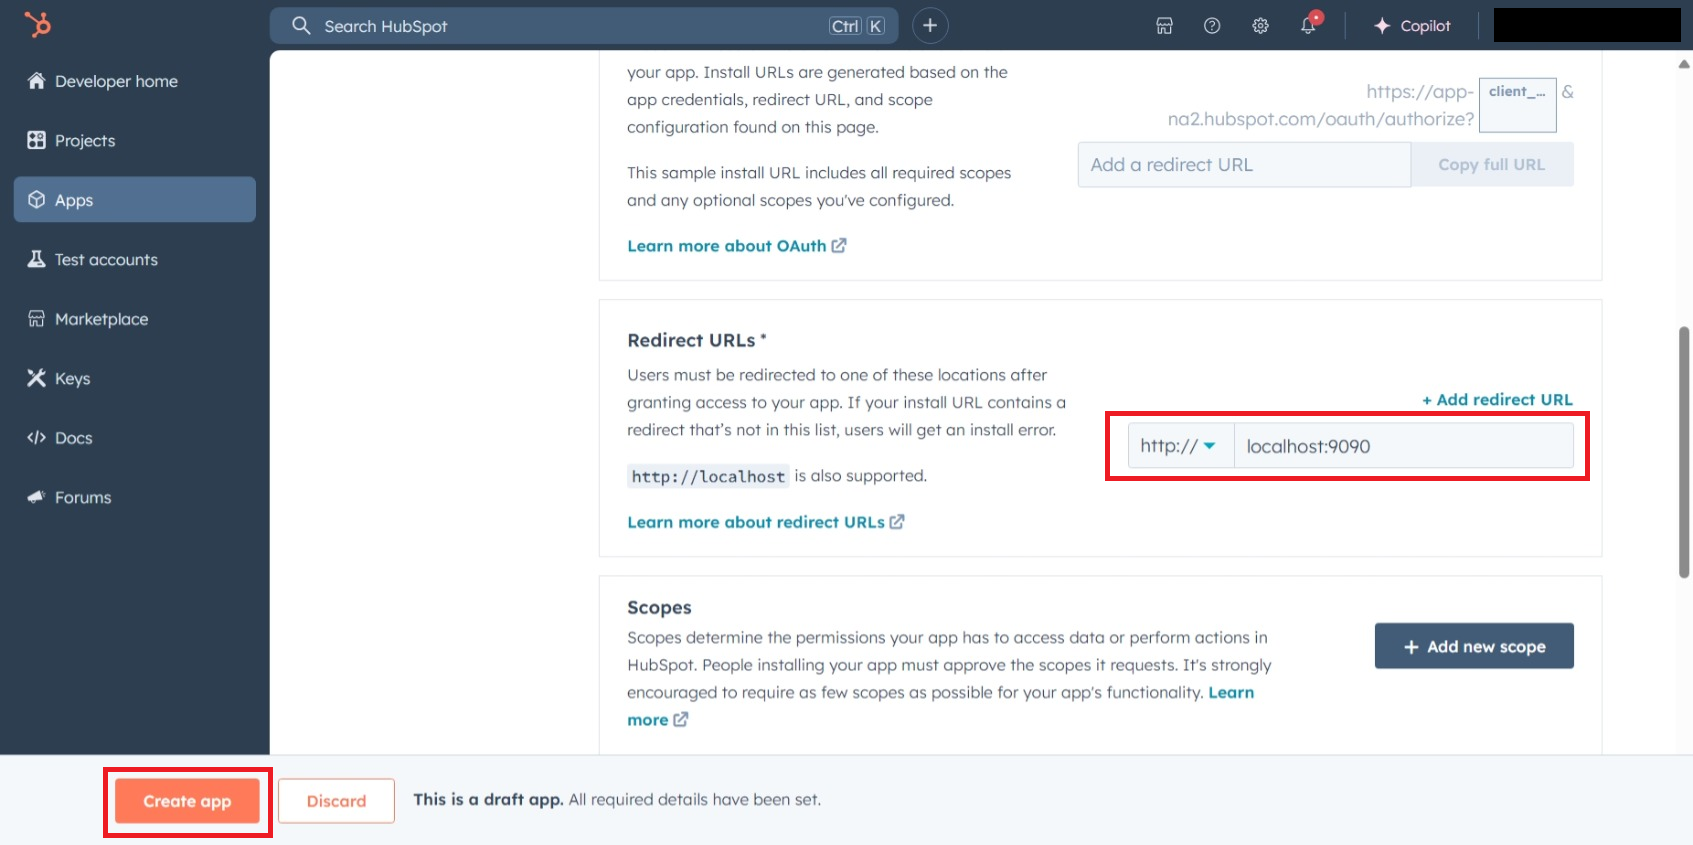 Search HubSpot
Ctrl K
Copilot
Developer home
Projects
Apps
Test accounts
Marketplace
Keys
Docs
Forums
your app. Install URLs are generated based on the
app credentials, redirect URL, and scope
configuration found on this page.
This sample install URL includes all required scopes
and any optional scopes you've configured.
Learn more about OAuth
https://app-
na2.hubspot.com/oauth/authorize?
client_...
&
Add a redirect URL
Copy full URL
Redirect URLs *
Users must be redirected to one of these locations after
granting access to your app. If your install URL contains a
redirect that's not in this list, users will get an install error.
http://localhost is also supported.
Learn more about redirect URLs
+ Add redirect URL
http://
localhost:9090
Scopes
Scopes determine the permissions your app has to access data or perform actions in
HubSpot. People installing your app must approve the scopes it requests. It's strongly
encouraged to require as few scopes as possible for your app's functionality. Learn
more
+ Add new scope
Create app
Discard
This is a draft app. All required details have been set.